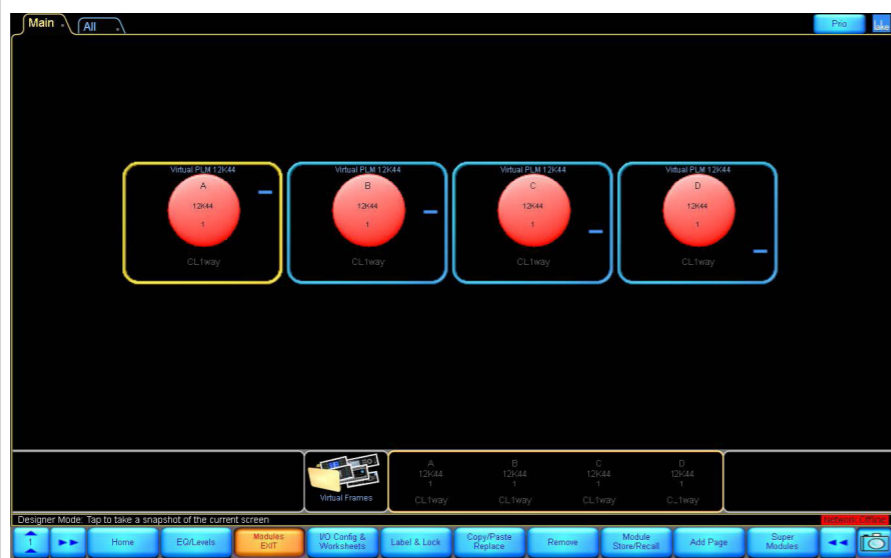 Main
All
Prio
lake
Virtual PLM 12K44
A
12K44
1
CL1way
Virtual PLM 12K44
B
12K44
1
CL1way
Virtual PLM 12K44
C
12K44
1
CL1way
Virtual PLM 12K44
D
12K44
1
CL1way
Virtual Frames
A
12K44
1
CL1way
B
12K44
1
CL1way
C
12K44
1
CL1way
D
12K44
1
CL1way
Designer Mode: Tap to take a snapshot of the current screen
Network Offline
1
Home
EQ/Levels
Modules
EXIT
I/O Config &
Worksheets
Label & Lock
Copy/Paste
Replace
Remove
Module
Store/Recall
Add Page
Super
Modules